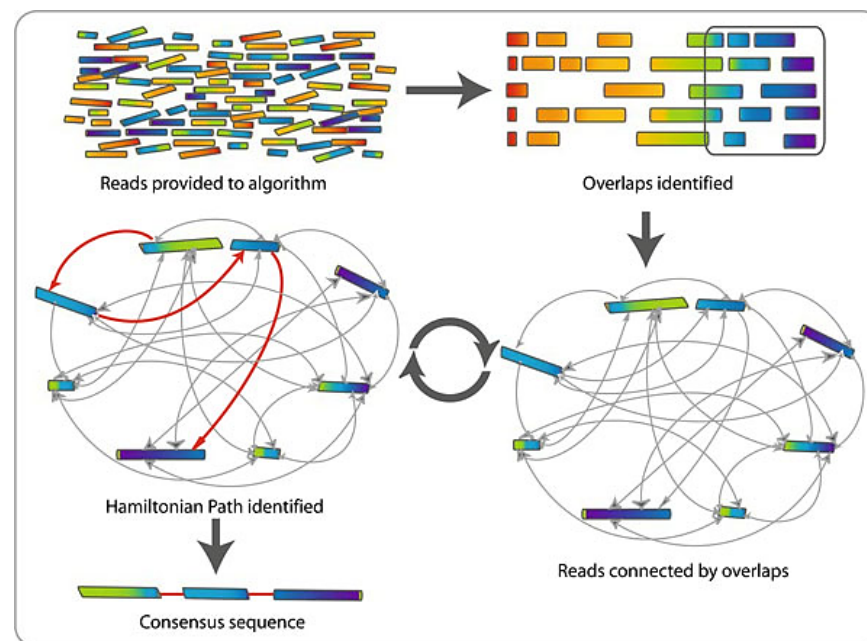 Reads provided to algorithm
Overlaps identified
Hamiltonian Path identified
Reads connected by overlaps
Consensus sequence